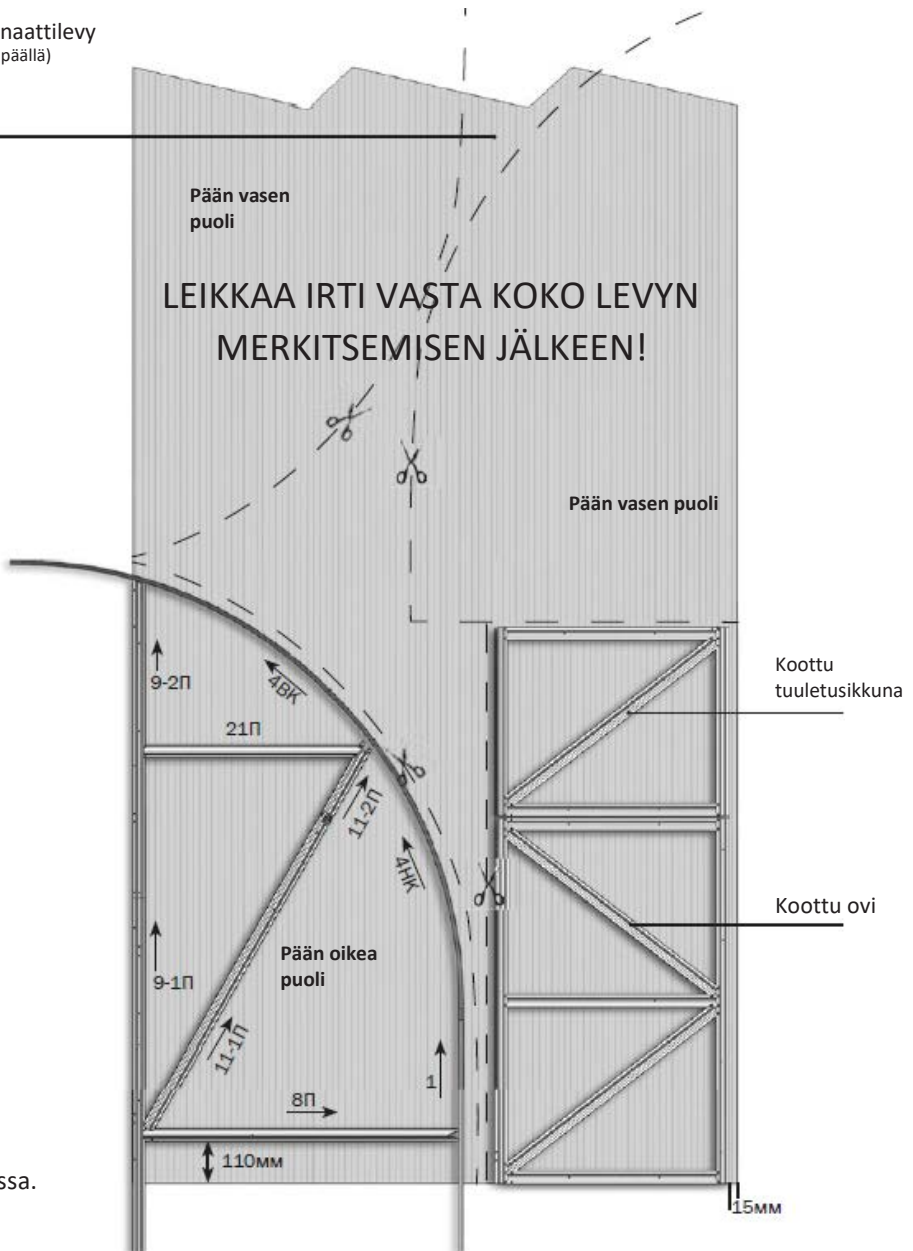 naattilevy
päällä)
Pään vasen
puoli
LEIKKAA IRTI VASTA KOKO LEVYN
MERKITSEMISEN JÄLKEEN!
Pään vasen puoli
Koottu
tuuletusikkuna
9-2П
4ВК
21П
11-2П
4НК
Koottu ovi
Pään oikea
puoli
9-1П
11-1П
1
8П
110мм
ssa.
15мм